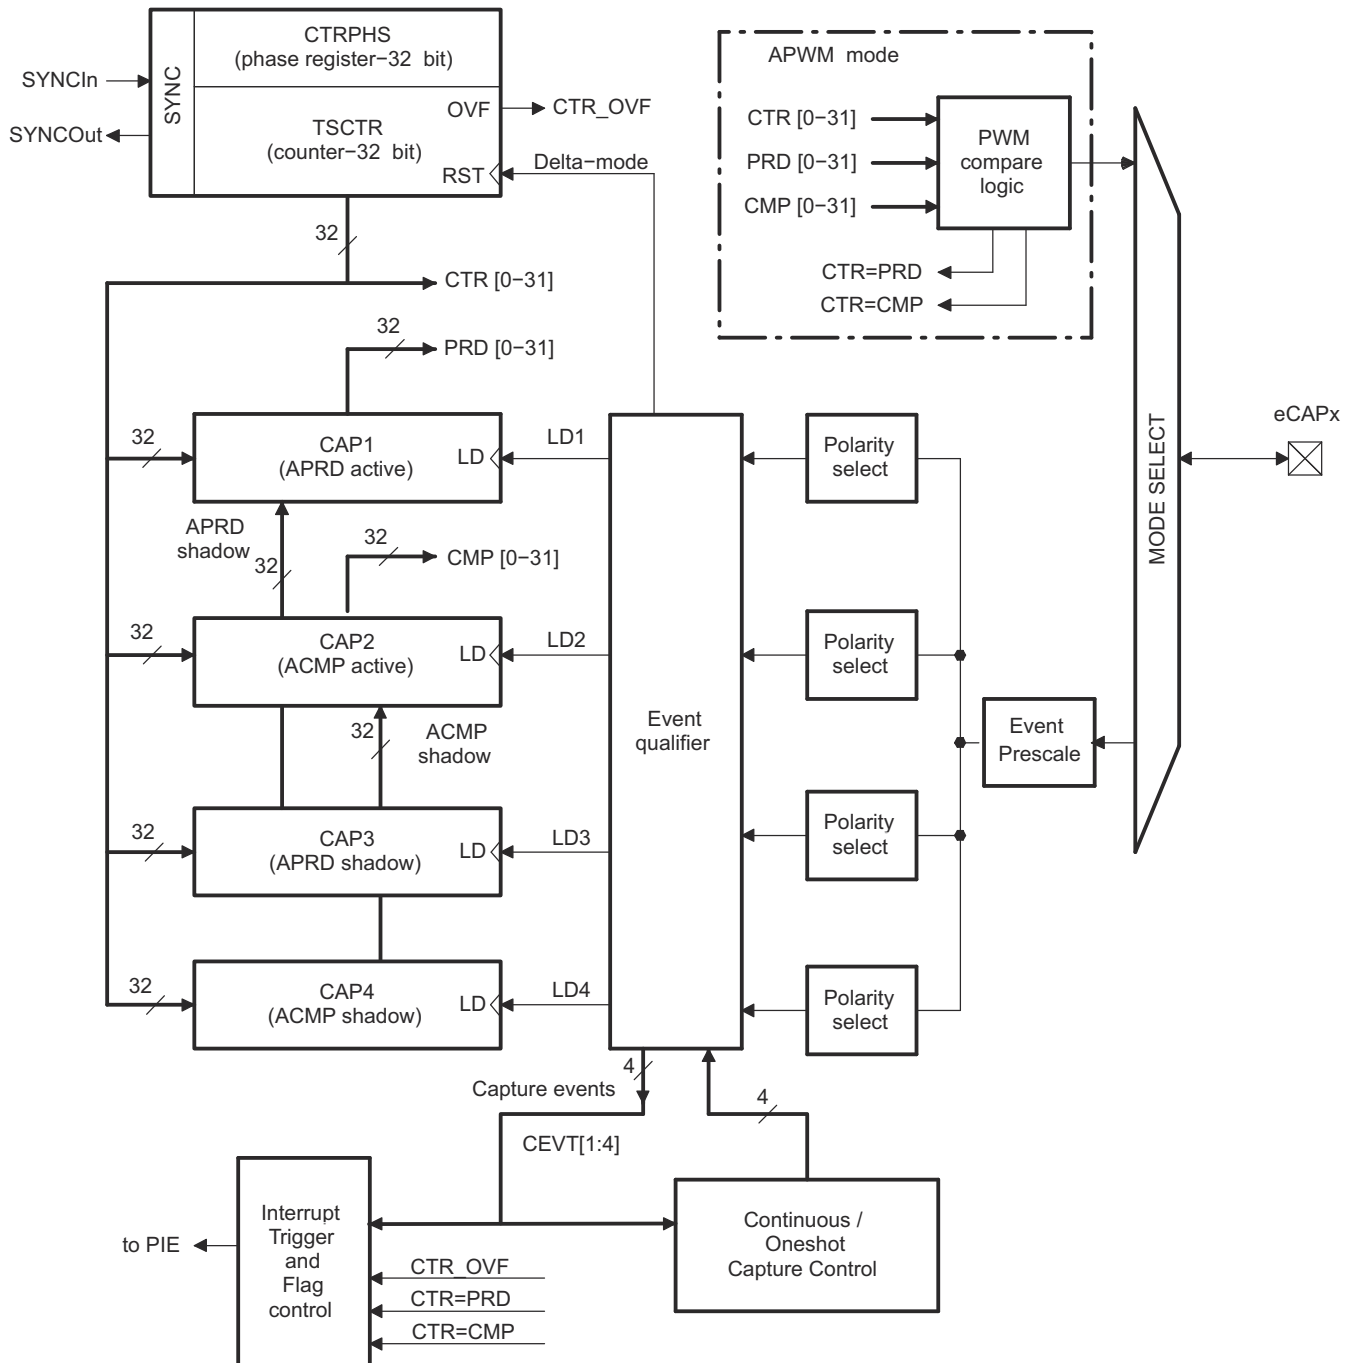 CTRPHS
(phase register−32 bit)
SYNC
SYNCIn
SYNCOut
OVF
CTR_OVF
TSCTR
(counter−32 bit)
RST
Delta−mode
32
CTR [0−31]
32
PRD [0−31]
APWM mode
CTR [0−31]
PRD [0−31]
CMP [0−31]
PWM
compare
logic
CTR=PRD
CTR=CMP
32
CAP1
(APRD active)
LD
LD1
Polarity
select
MODE SELECT
eCAPx
APRD
shadow
32
32
CMP [0−31]
32
CAP2
(ACMP active)
LD
LD2
Polarity
select
32
ACMP
shadow
Event
qualifier
Event
Prescale
32
CAP3
(APRD shadow)
LD
LD3
Polarity
select
32
CAP4
(ACMP shadow)
LD
LD4
Polarity
select
4
Capture events
CEVT[1:4]
4
Interrupt
Trigger
and
Flag
control
to PIE
CTR_OVF
CTR=PRD
CTR=CMP
Continuous /
Oneshot
Capture Control